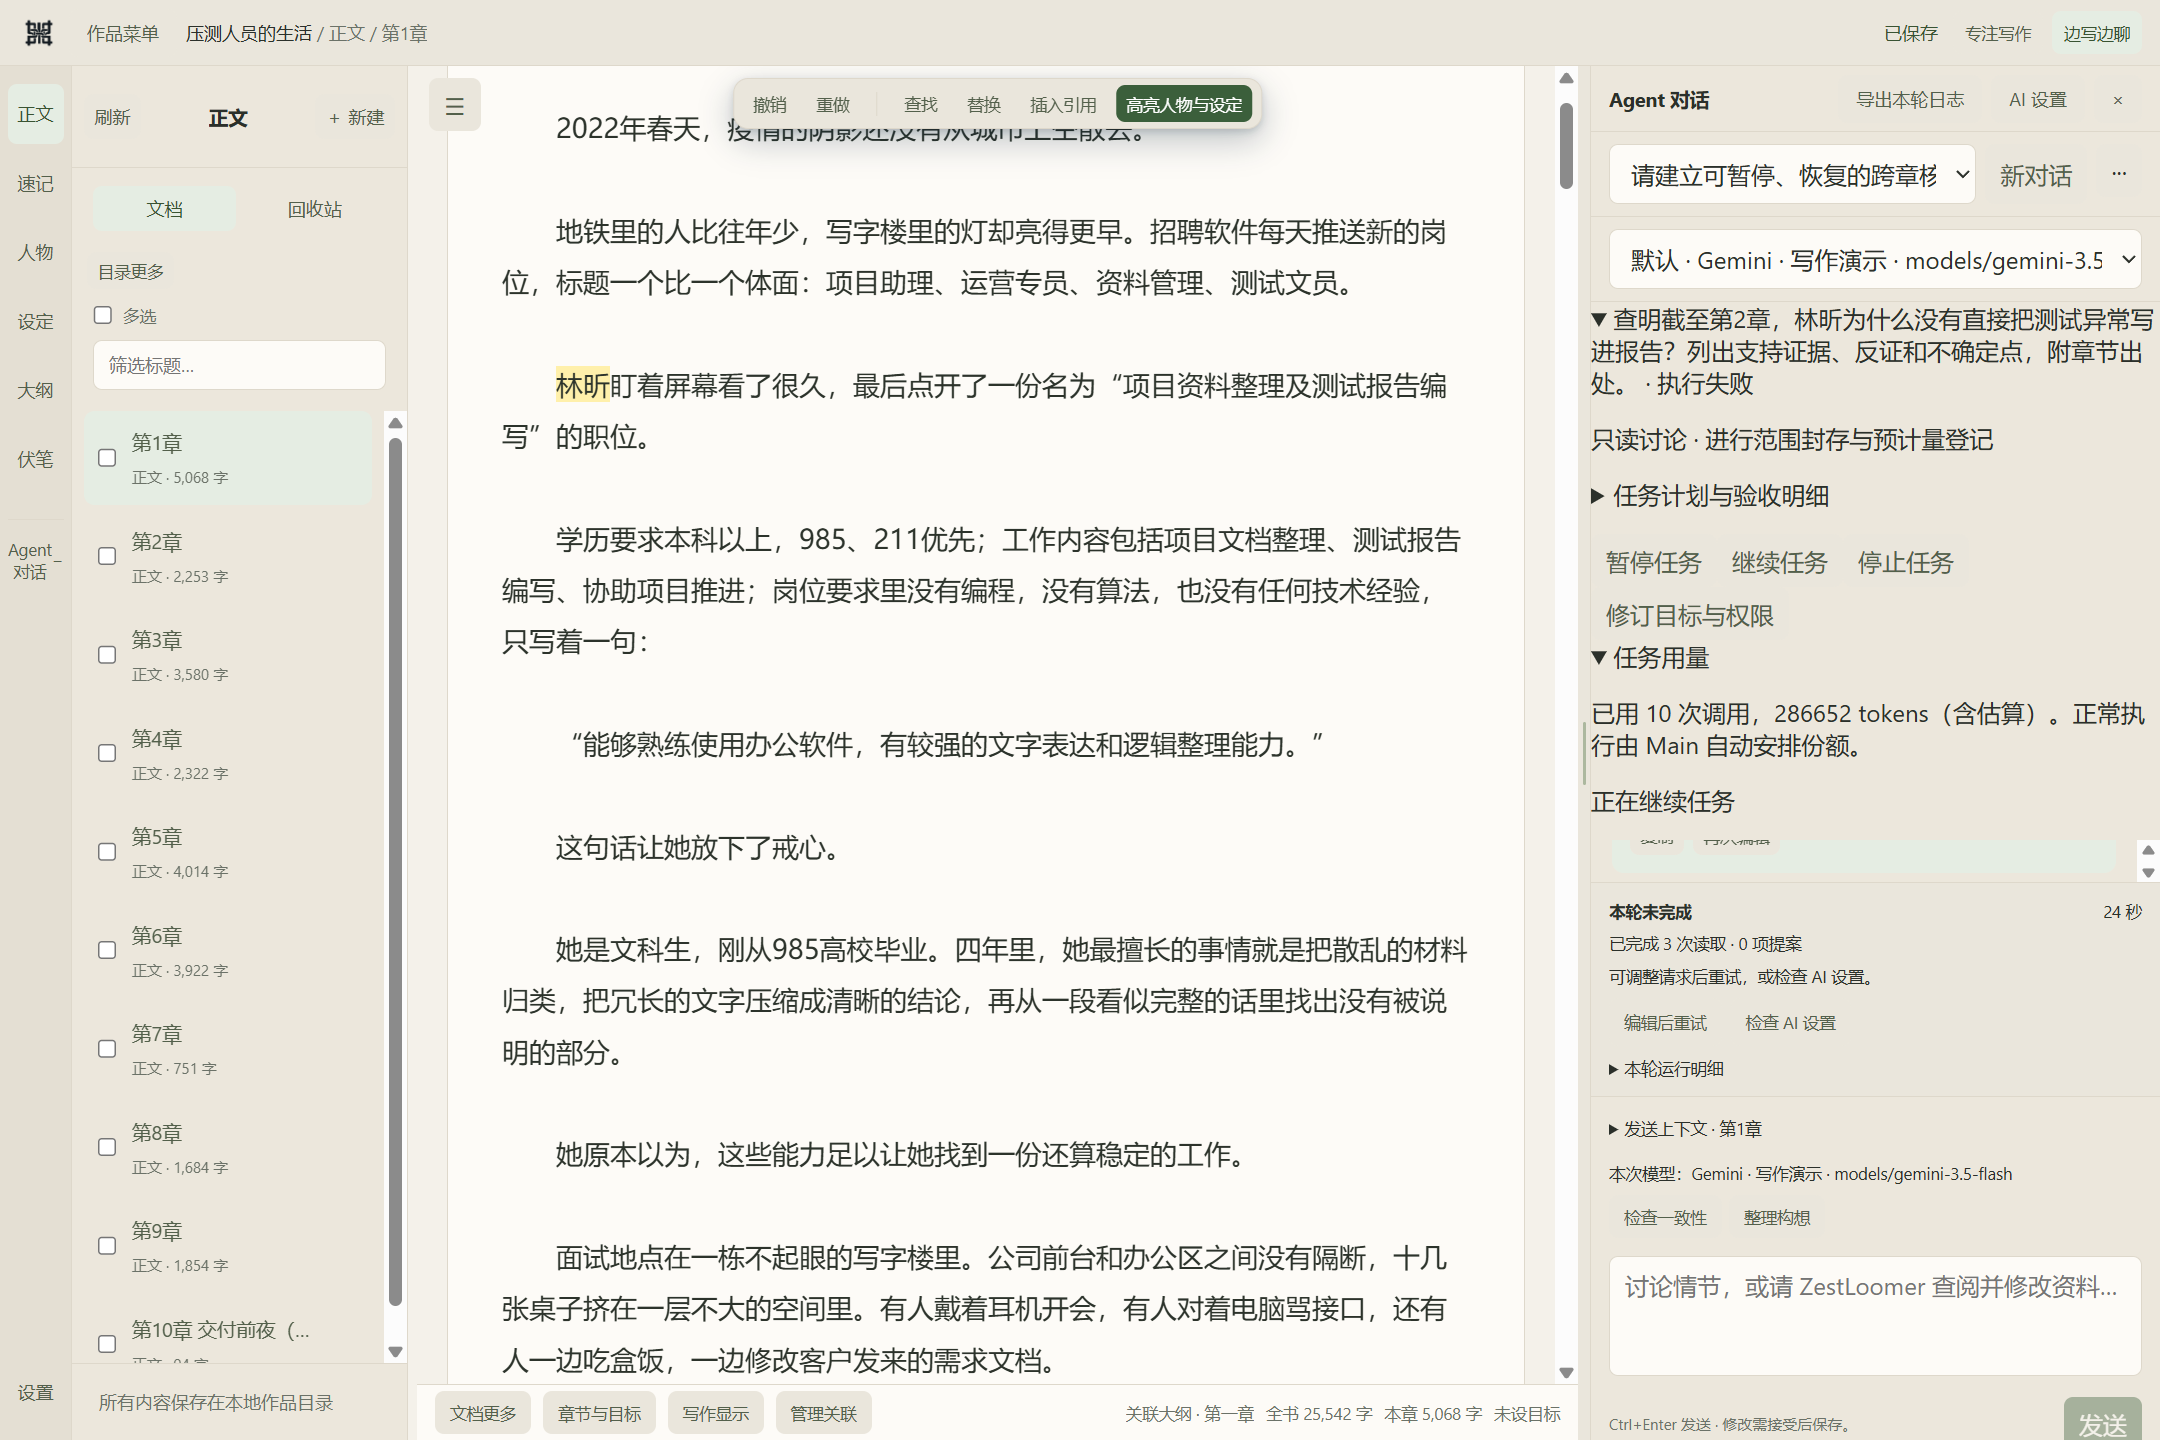 作品菜单
压测人员的生活 / 正文 / 第1章
已保存
专注写作
边写边聊
正文
速记
人物
设定
大纲
伏笔
Agent
对话
设置
刷新
正文
+ 新建
文档
回收站
目录更多
多选
筛选标题...
第1章
正文 · 5,068 字
第2章
正文 · 2,253 字
第3章
正文 · 3,580 字
第4章
正文 · 2,322 字
第5章
正文 · 4,014 字
第6章
正文 · 3,922 字
第7章
正文 · 751 字
第8章
正文 · 1,684 字
第9章
正文 · 1,854 字
第10章 交付前夜（...
所有内容保存在本地作品目录
撤销
重做
查找
替换
插入引用
高亮人物与设定
2022年春天，疫情的阴影还没有从城市上空散去。
地铁里的人比往年少，写字楼里的灯却亮得更早。招聘软件每天推送新的岗
位，标题一个比一个体面：项目助理、运营专员、资料管理、测试文员。
林昕盯着屏幕看了很久，最后点开了一份名为“项目资料整理及测试报告编
写”的职位。
学历要求本科以上，985、211优先；工作内容包括项目文档整理、测试报告
编写、协助项目推进；岗位要求里没有编程，没有算法，也没有任何技术经验，
只写着一句：
“能够熟练使用办公软件，有较强的文字表达和逻辑整理能力。”
这句话让她放下了戒心。
她是文科生，刚从985高校毕业。四年里，她最擅长的事情就是把散乱的材料
归类，把冗长的文字压缩成清晰的结论，再从一段看似完整的话里找出没有被说
明的部分。
她原本以为，这些能力足以让她找到一份还算稳定的工作。
面试地点在一栋不起眼的写字楼里。公司前台和办公区之间没有隔断，十几
张桌子挤在一层不大的空间里。有人戴着耳机开会，有人对着电脑骂接口，还有
人一边吃盒饭，一边修改客户发来的需求文档。
文档更多
章节与目标
写作显示
管理关联
关联大纲 · 第一章
全书 25,542 字
本章 5,068 字
未设目标
Agent 对话
导出本轮日志
AI 设置
×
请建立可暂停、恢复的跨章核
新对话
...
默认 · Gemini · 写作演示 · models/gemini-3.5
查明截至第2章，林昕为什么没有直接把测试异常写
进报告？列出支持证据、反证和不确定点，附章节出
处。 · 执行失败
只读讨论 · 进行范围封存与预计量登记
任务计划与验收明细
暂停任务
继续任务
停止任务
修订目标与权限
任务用量
已用 10 次调用，286652 tokens（含估算）。正常执
行由 Main 自动安排份额。
正在继续任务
本轮未完成
24 秒
已完成 3 次读取 · 0 项提案
可调整请求后重试，或检查 AI 设置。
编辑后重试
检查 AI 设置
本轮运行明细
发送上下文 · 第1章
本次模型：Gemini · 写作演示 · models/gemini-3.5-flash
检查一致性
整理构想
讨论情节，或请 ZestLoomer 查阅并修改资料...
Ctrl+Enter 发送 · 修改需接受后保存。
发送